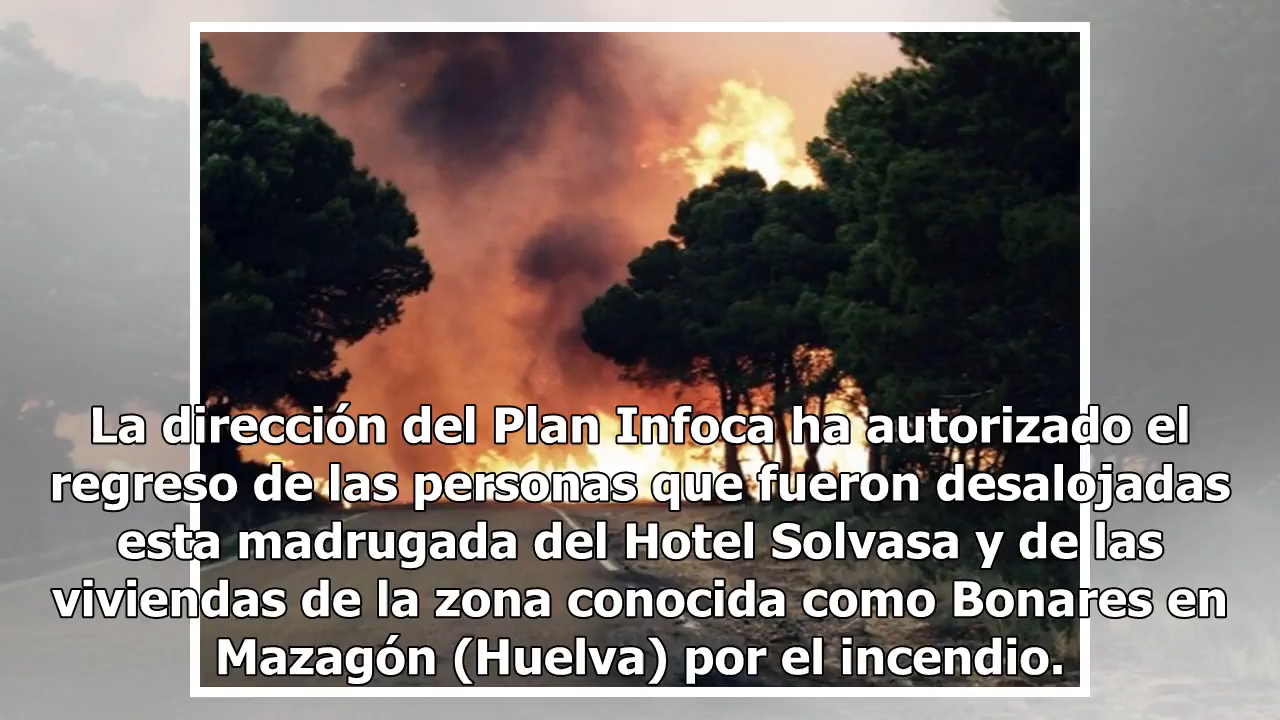 La dirección del Plan Infoca ha autorizado el
regreso de las personas que fueron desalojadas
esta madrugada del Hotel Solvasa y de las
viviendas de la zona conocida como Bonares en
Mazagón (Huelva) por el incendio.